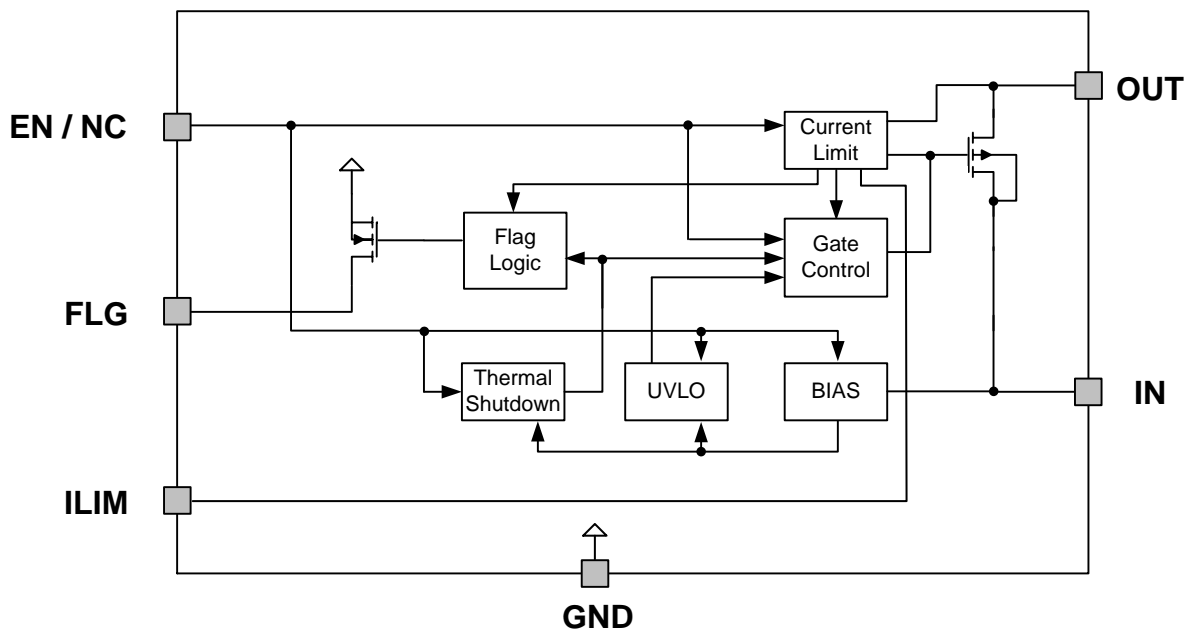 OUT
EN / NC
Current
Limit
Flag
Logic
Gate
Control
FLG
Thermal
Shutdown
UVLO
BIAS
IN
ILIM
GND